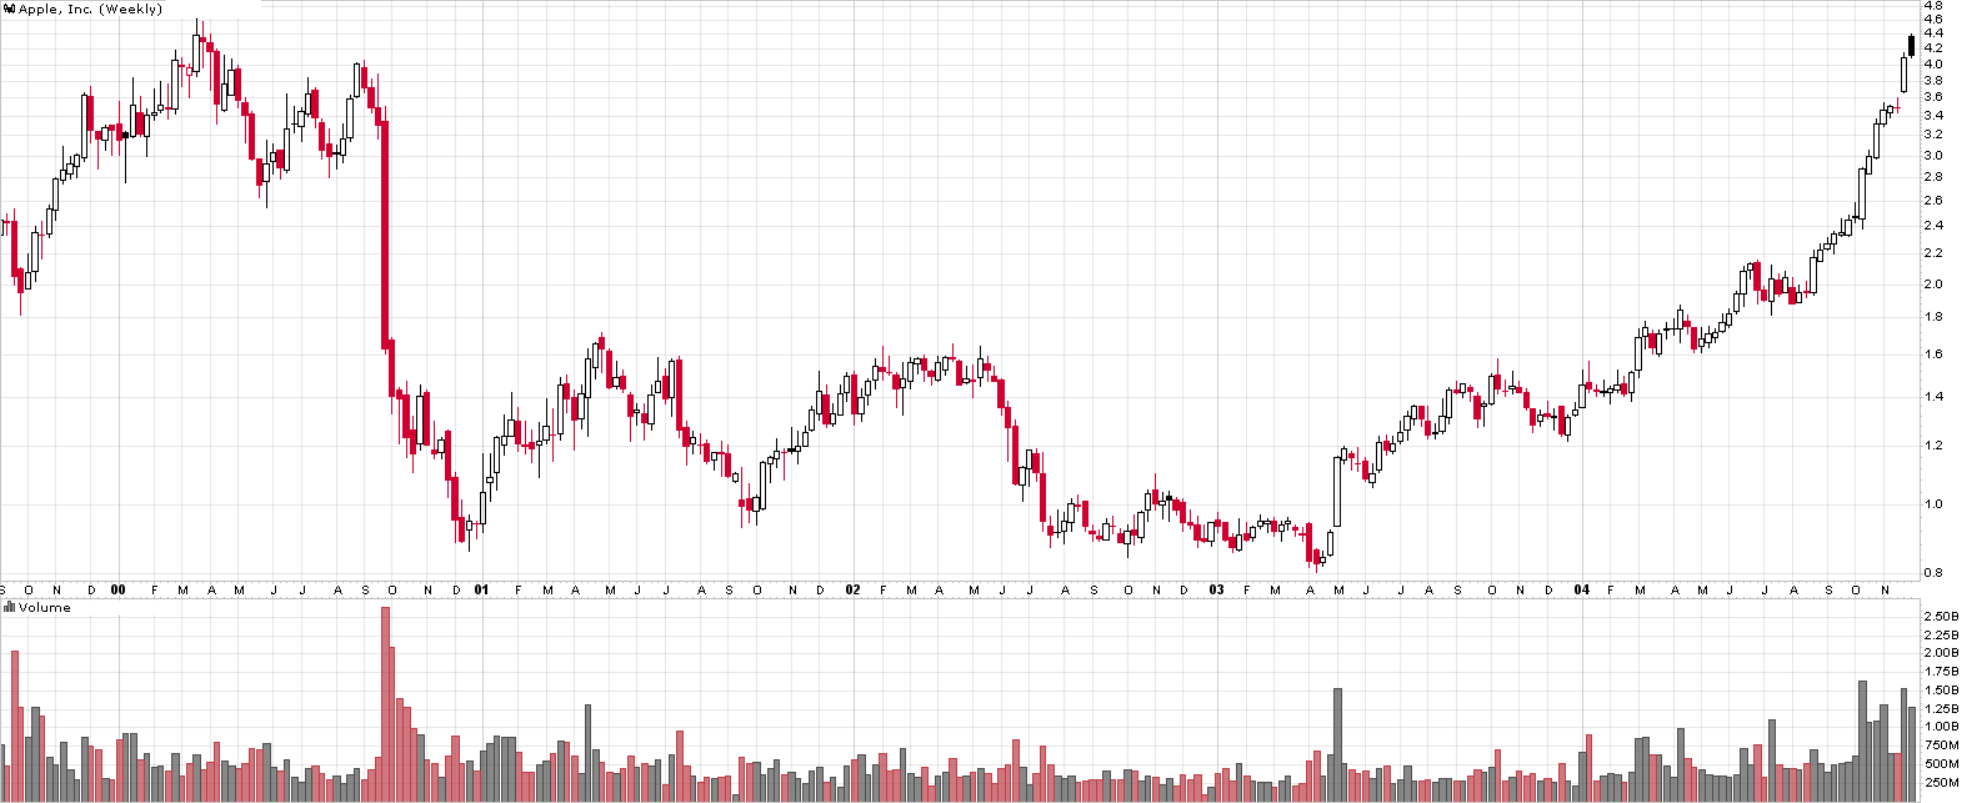 Apple, Inc. (Weekly)
4.8
4.6
4.4
4.2
4.0
3.8
3.6
3.4
3.2
3.0
2.8
2.6
2.4
2.2
2.0
1.8
1.6
1.4
1.2
1.0
0.8
S O N D 00 F M A M J J A S O N D 01 F M A M J J A S O N D 02 F M A M J J A S O N D 03 F M A M J J A S O N D 04 F M A M J J A S O N
Volume
2.50B
2.25B
2.00B
1.75B
1.50B
1.25B
1.00B
750M
500M
250M